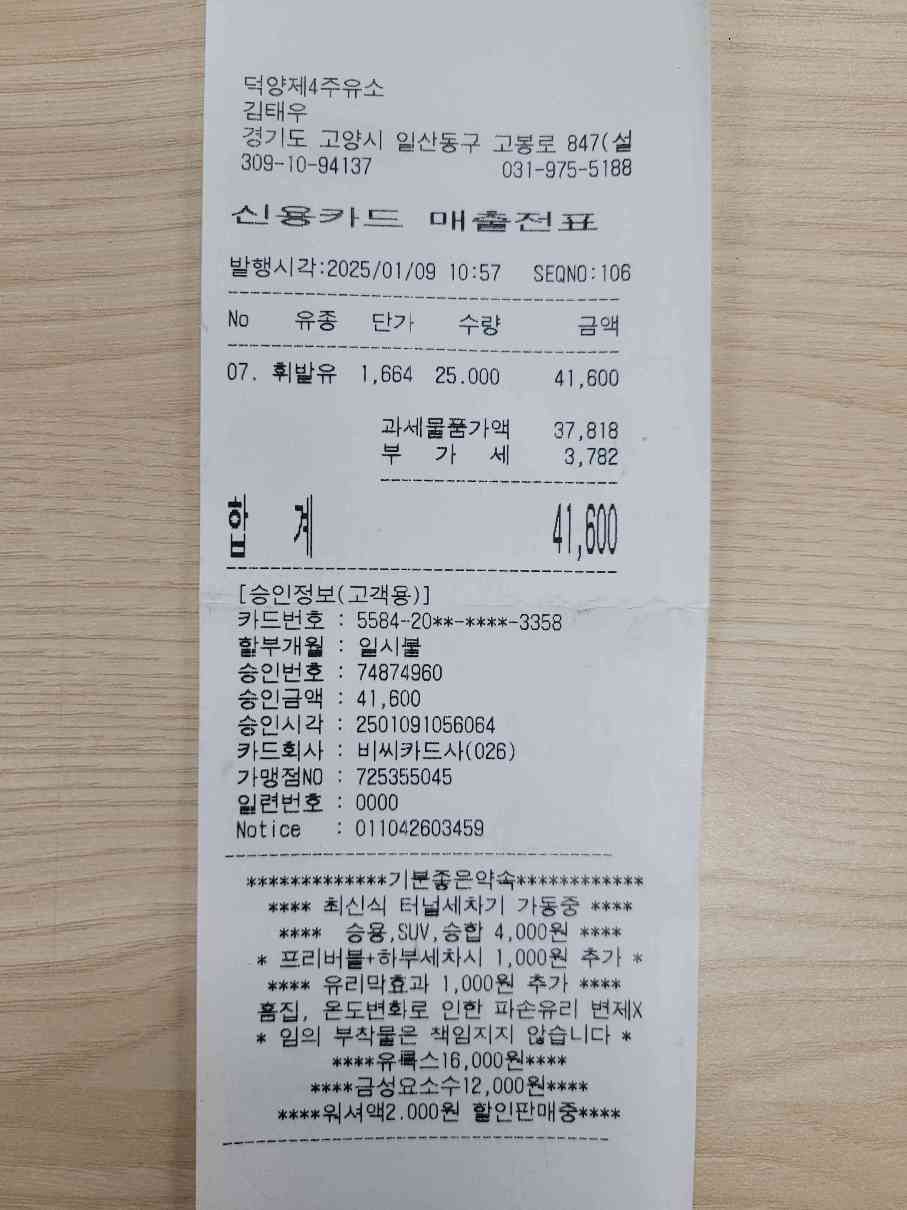 덕양제4주유소
김태우
경기도 고양시 일산동구 고봉로 847(설
309-10-94137 031-975-5188
신용카드 매출전표
발행시각:2025/01/09 10:57 SEQNO:106
No 유종 단가 수량 금액
07. 휘발유 1,664 25.000 41,600
과세물품가액 37,818
부 가 세 3,782
합 계 41,600
[승인정보(고객용)]
카드번호 : 5584-20**-****-3358
할부개월 : 일시불
승인번호 : 74874960
승인금액 : 41,600
승인시각 : 2501091056064
카드회사 : 비씨카드사(026)
가맹점NO : 725355045
일련번호 : 0000
Notice : 011042603459
*************기분좋은약속************
**** 최신식 터널세차기 가동중 ****
**** 승용,SUV,승합 4,000원 ****
* 프리버블+하부세차시 1,000원 추가 *
**** 유리막효과 1,000원 추가 ****
흠집, 온도변화로 인한 파손유리 변제X
* 임의 부착물은 책임지지 않습니다 *
****유록스16,000원****
****금성요소수12,000원****
****워셔액2.000원 할인판매중****